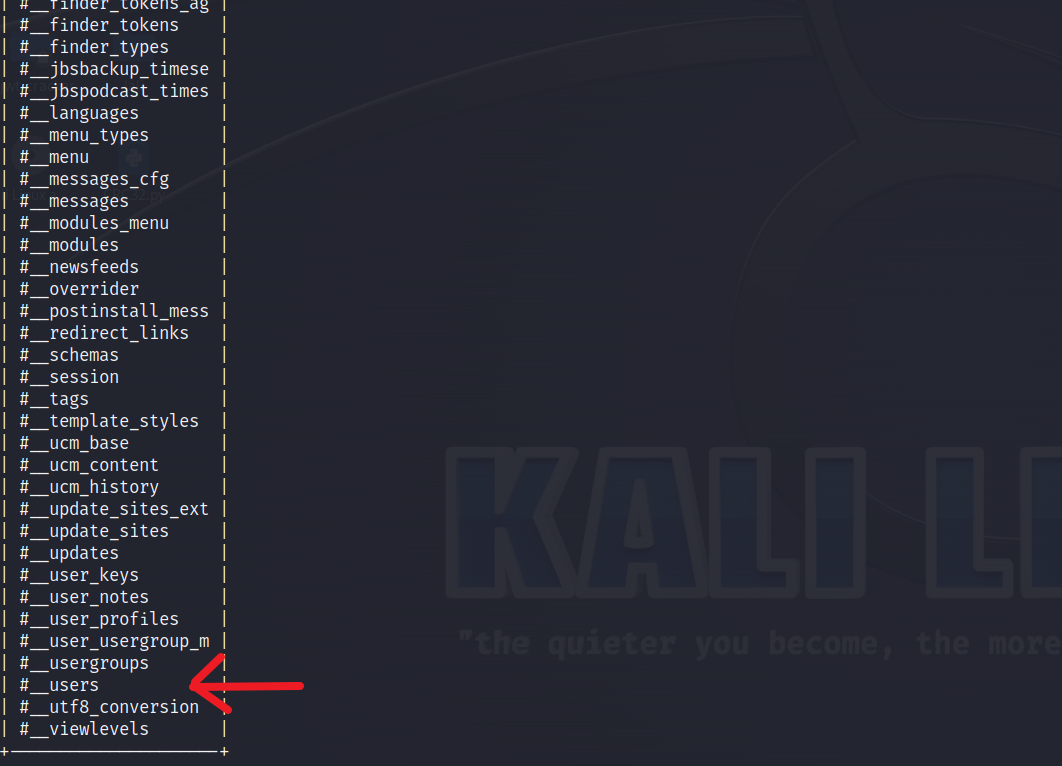 | #__finder_tokens_ag |
| #__finder_tokens |
| #__finder_types |
| #__jbsbackup_timese |
| #__jbspodcast_times |
| #__languages |
| #__menu_types |
| #__menu |
| #__messages_cfg |
| #__messages |
| #__modules_menu |
| #__modules |
| #__newsfeeds |
| #__overrider |
| #__postinstall_mess |
| #__redirect_links |
| #__schemas |
| #__session |
| #__tags |
| #__template_styles |
| #__ucm_base |
| #__ucm_content |
| #__ucm_history |
| #__update_sites_ext |
| #__update_sites |
| #__updates |
| #__user_keys |
| #__user_notes |
| #__user_profiles |
| #__user_usergroup_m |
| #__usergroups |
| #__users |
| #__utf8_conversion |
| #__viewlevels |
+---------------------+
KALI LI
"the quieter you become, the more